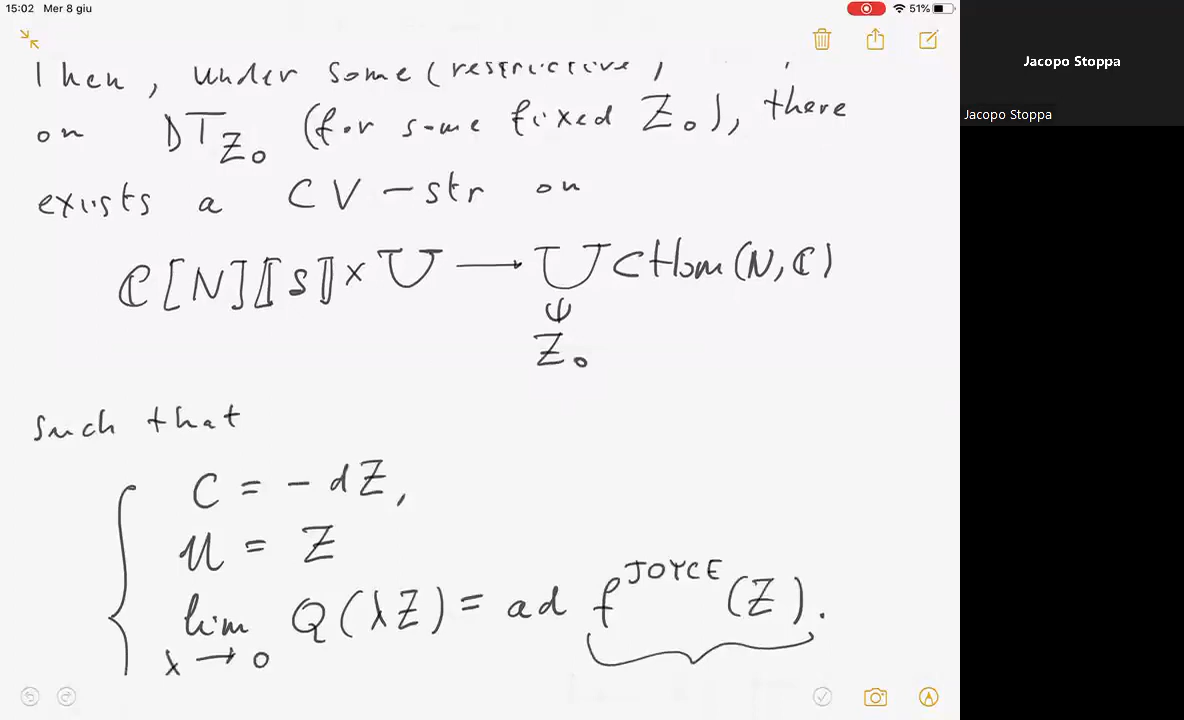 15:02 Mer 8 giu
51%
Jacopo Stoppa
Jacopo Stoppa
Then, under some (restrictive)
on DT_{Z_0} (for some fixed Z_0), there
exists a CV-str on
ℂ[N][[s]] × U ⟶ U ⊂ Hom(N, ℂ)
Ψ
Z_0
such that
C = - dZ,
U = Z
lim_{λ → 0} Q(λZ) = ad f^{JOYCE}(Z).